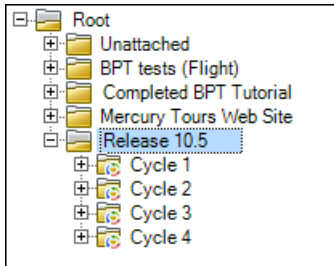 Root
Unattached
BPT tests (Flight)
Completed BPT Tutorial
Mercury Tours Web Site
Release 10.5
Cycle 1
Cycle 2
Cycle 3
Cycle 4